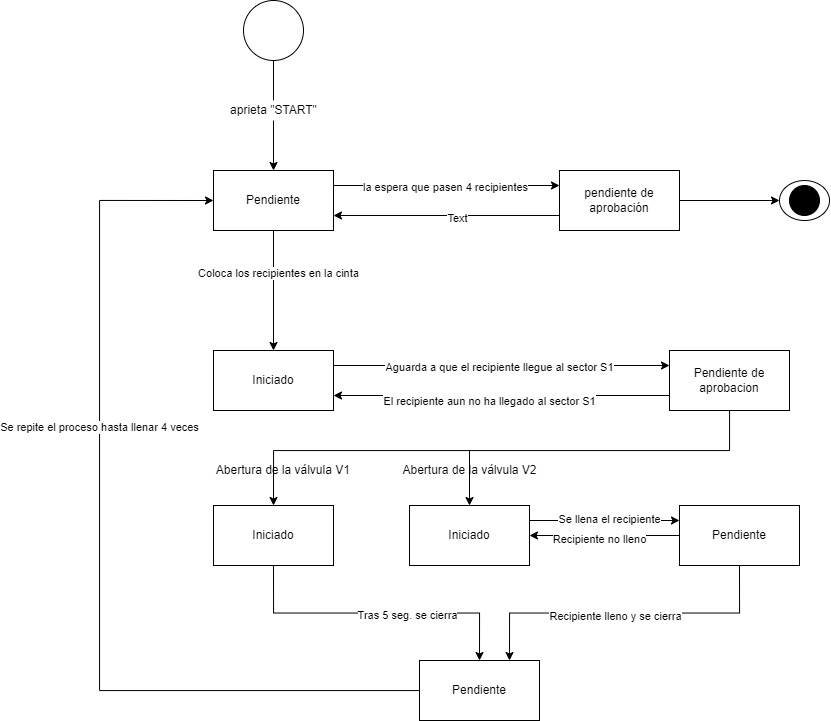 aprieta "START"
Pendiente
la espera que pasen 4 recipientes
pendiente de
aprobación
Text
Coloca los recipientes en la cinta
Iniciado
Aguarda a que el recipiente llegue al sector S1
Pendiente de
aprobacion
El recipiente aun no ha llegado al sector S1
Se repite el proceso hasta llenar 4 veces
Abertura de la válvula V1
Abertura de la válvula V2
Iniciado
Iniciado
Se llena el recipiente
Recipiente no lleno
Pendiente
Tras 5 seg. se cierra
Recipiente lleno y se cierra
Pendiente